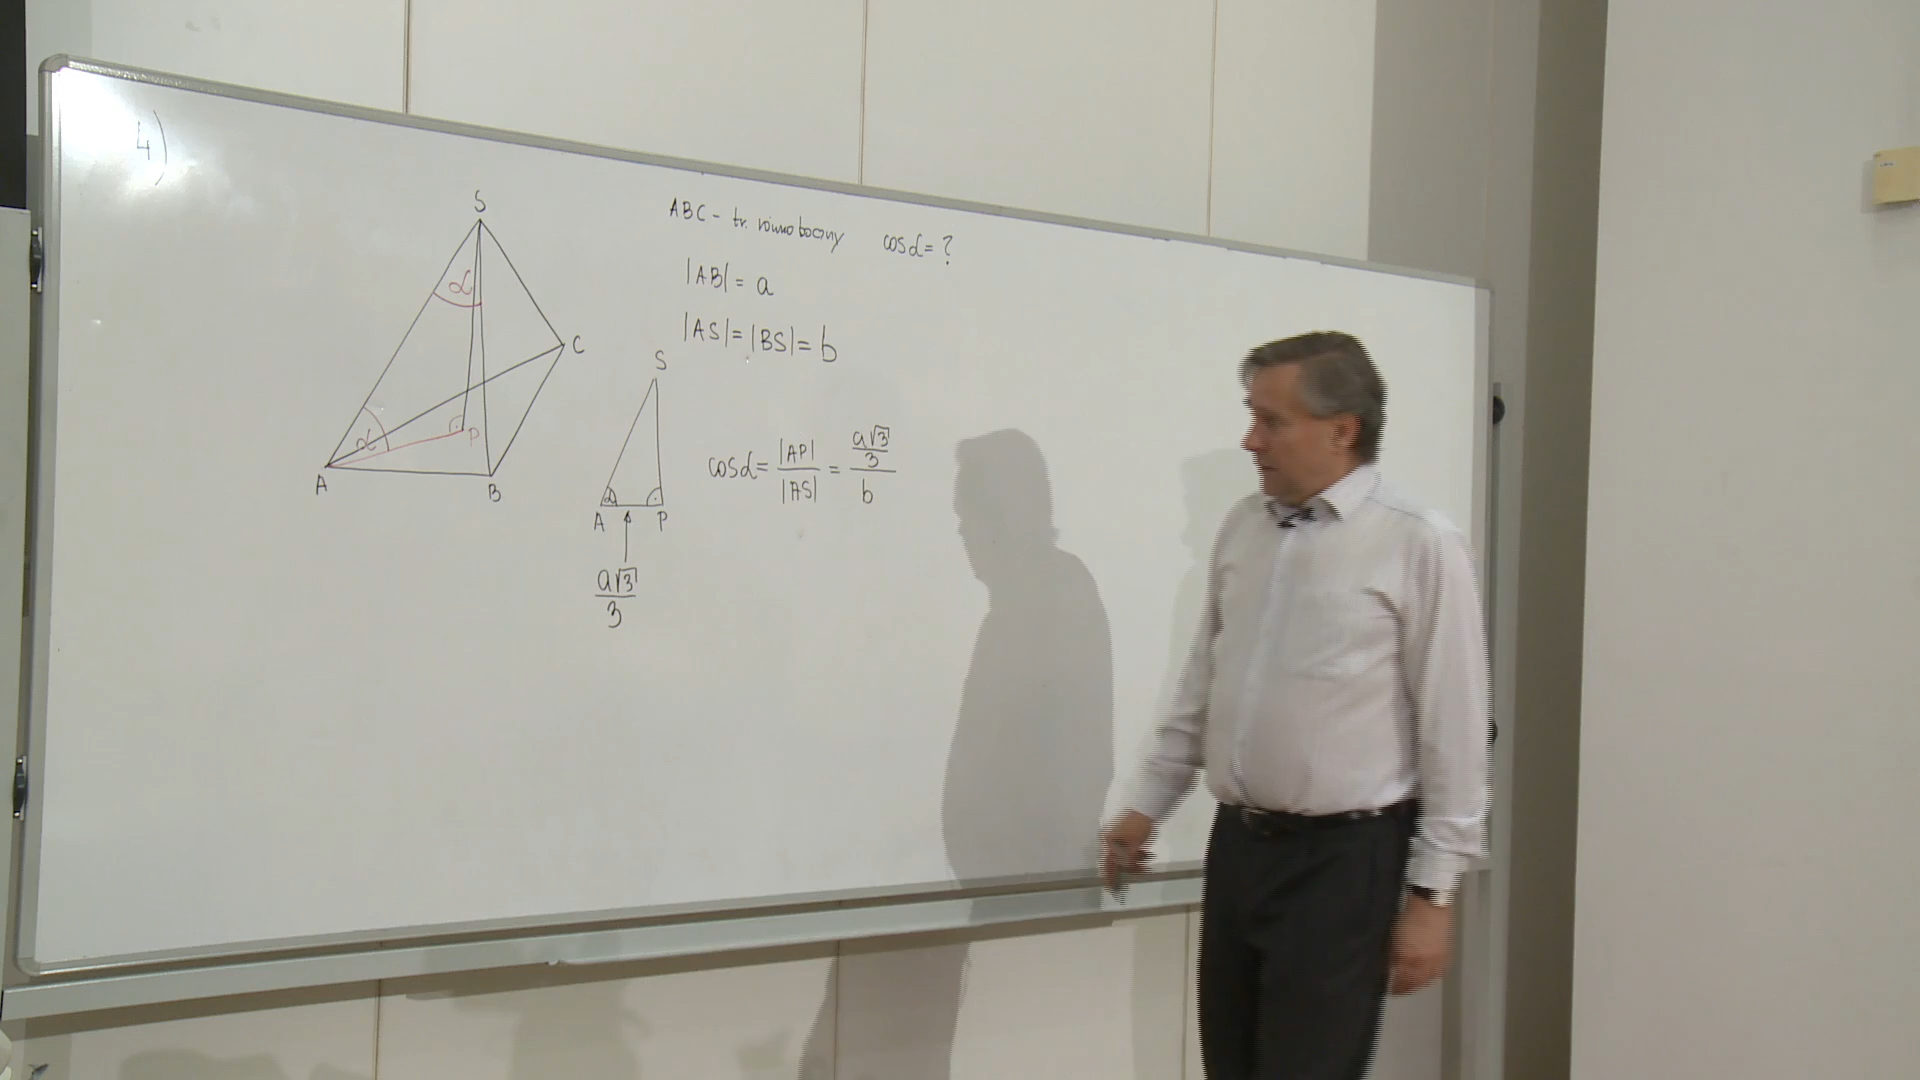 4)
S
α
C
α
P
A
B
ABC - tr. równoboczny cos α = ?
|AB| = a
|AS| = |BS| = b
S
α
A P
a√3/3
cos α = |AP|/|AS| = (a√3/3)/b